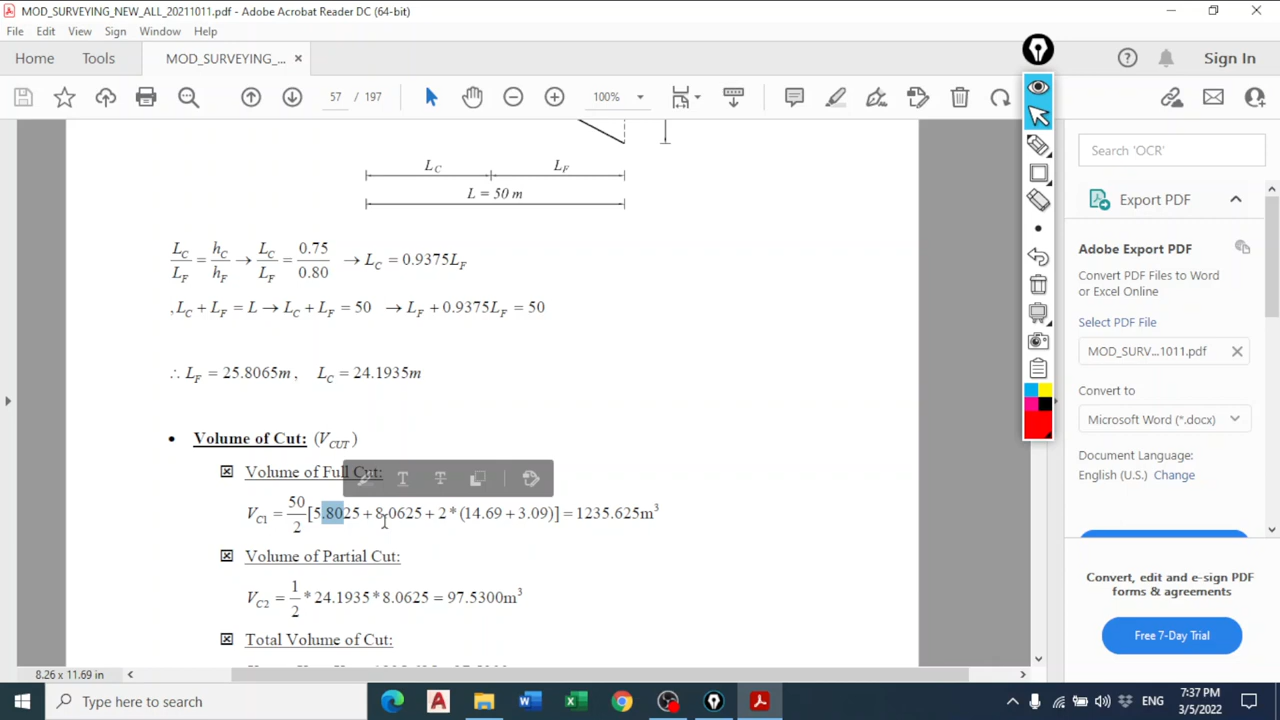 MOD_SURVEYING_NEW_ALL_20211011.pdf - Adobe Acrobat Reader DC (64-bit)
File Edit View Sign Window Help
Home Tools MOD_SURVEYING_... × Sign In
57 / 197 100%
L_C L_F
L = 50 m
L_C/L_F = h_C/h_F → L_C/L_F = 0.75/0.80 → L_C = 0.9375L_F
,L_C + L_F = L → L_C + L_F = 50 → L_F + 0.9375L_F = 50
∴ L_F = 25.8065m , L_C = 24.1935m
• Volume of Cut: (V_CUT)
Volume of Full Cut:
V_C1 = 50/2 [5.8025 + 8.0625 + 2 * (14.69 + 3.09)] = 1235.625m³
Volume of Partial Cut:
V_C2 = 1/2 * 24.1935 * 8.0625 = 97.5300m³
Total Volume of Cut:
8.26 x 11.69 in
Search 'OCR'
Export PDF
Adobe Export PDF
Convert PDF Files to Word
or Excel Online
Select PDF File
MOD_SURV...1011.pdf
Convert to
Microsoft Word (*.docx)
Document Language:
English (U.S.) Change
Convert, edit and e-sign PDF
forms & agreements
Free 7-Day Trial
Type here to search
ENG
7:37 PM
3/5/2022